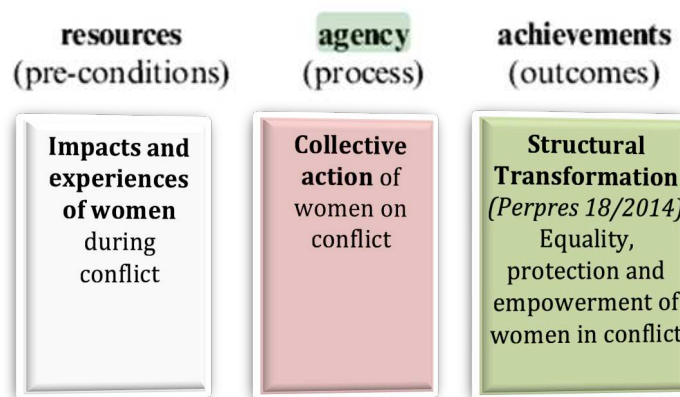 resources
(pre-conditions)
agency
(process)
achievements
(outcomes)
Impacts and
experiences
of women
during
conflict
Collective
action of
women on
conflict
Structural
Transformation
(Perpres 18/2014)
Equality,
protection and
empowerment of
women in conflict